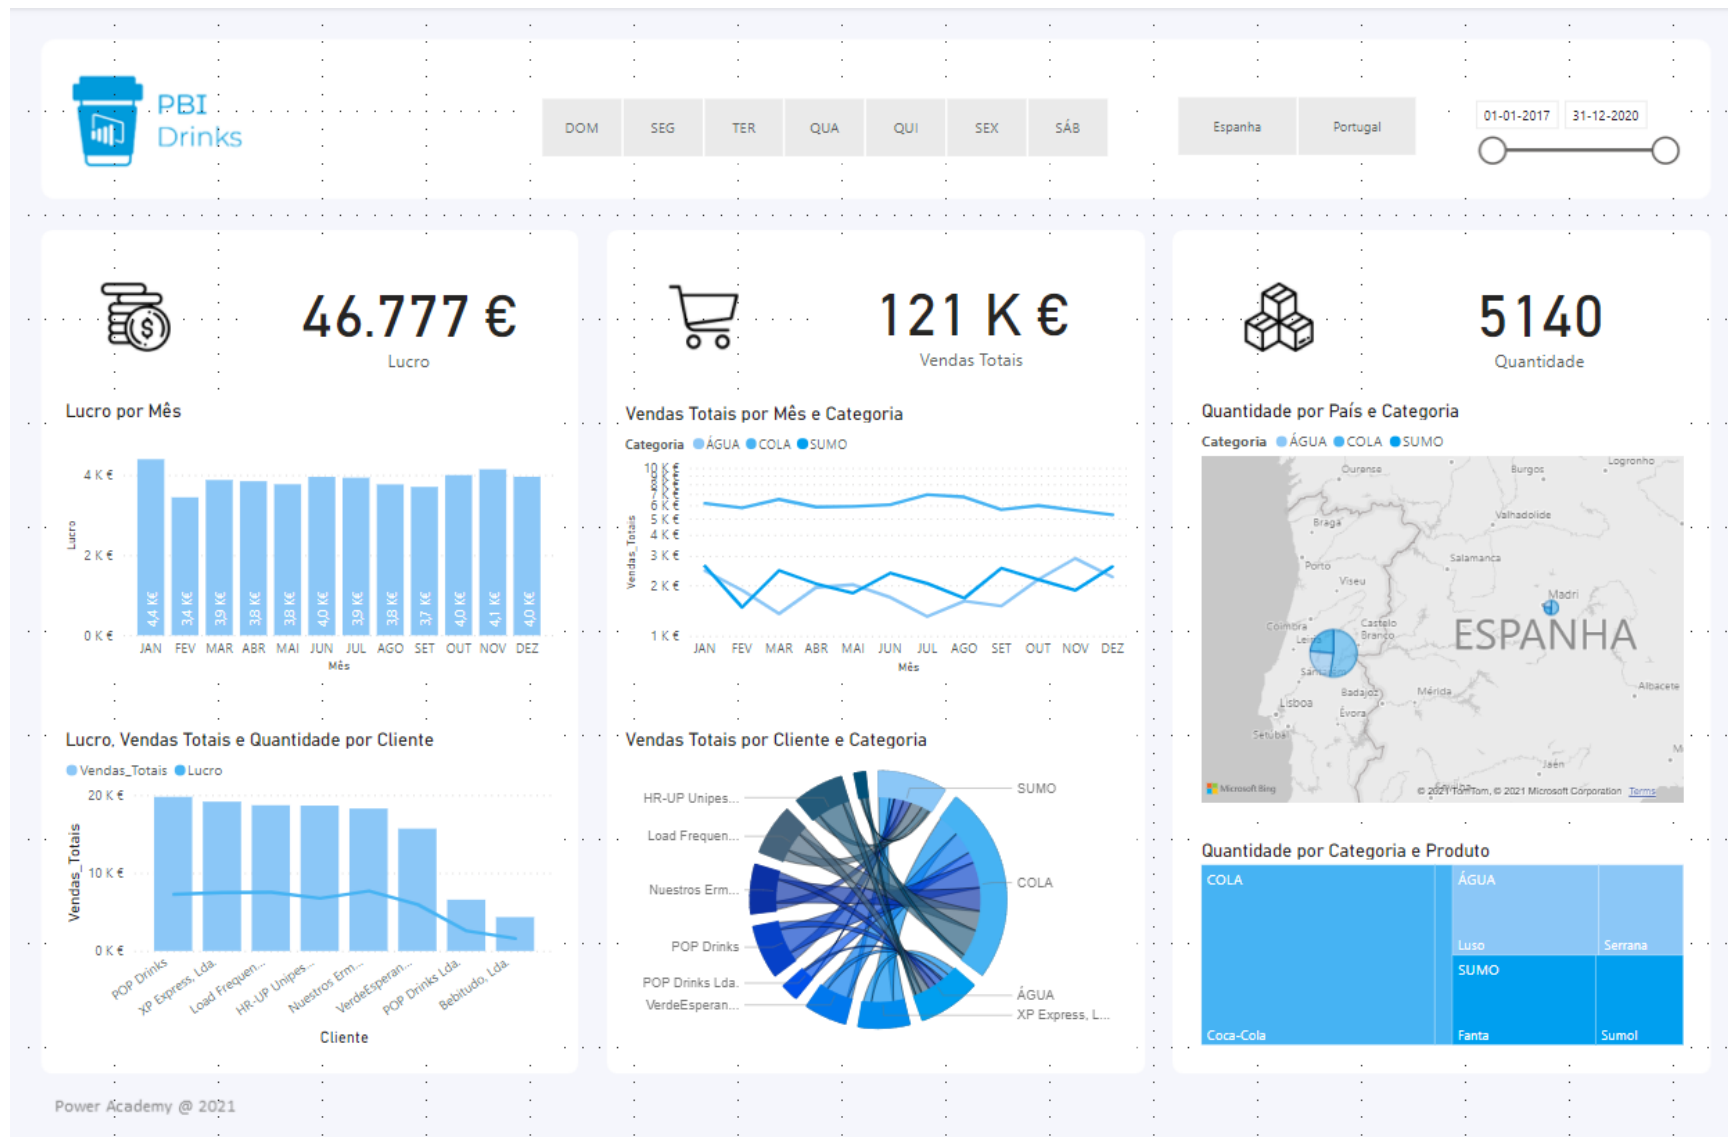 PBI
Drinks
DOM SEG TER QUA QUI SEX SÁB
Espanha Portugal
01-01-2017 31-12-2020
46.777 €
Lucro
Lucro por Mês
4 K €
2 K €
0 K €
Lucro
4,4 K€ 3,4 K€ 3,9 K€ 3,8 K€ 3,8 K€ 4,0 K€ 3,9 K€ 3,8 K€ 3,7 K€ 4,0 K€ 4,1 K€ 4,0 K€
JAN FEV MAR ABR MAI JUN JUL AGO SET OUT NOV DEZ
Mês
Lucro, Vendas Totais e Quantidade por Cliente
Vendas_Totais Lucro
20 K €
10 K €
0 K €
Vendas_Totais
POP Drinks XP Express, Lda. Load Frequen... HR-UP Unipes... Nuestros Erm... VerdeEsperan... POP Drinks Lda. Bebitudo, Lda.
Cliente
121 K €
Vendas Totais
Vendas Totais por Mês e Categoria
Categoria ÁGUA COLA SUMO
10 K €
9 K €
8 K €
7 K €
6 K €
5 K €
4 K €
3 K €
2 K €
1 K €
Vendas_Totais
JAN FEV MAR ABR MAI JUN JUL AGO SET OUT NOV DEZ
Mês
Vendas Totais por Cliente e Categoria
HR-UP Unipes...
Load Frequen...
Nuestros Erm...
POP Drinks
POP Drinks Lda.
VerdeEsperan...
SUMO
COLA
ÁGUA
XP Express, L...
5140
Quantidade
Quantidade por País e Categoria
Categoria ÁGUA COLA SUMO
Ourense Burgos Logronho
Braga Valhadolide
Porto Salamanca
Viseu Madri
Coimbra Castelo
Branco
Leiria ESPANHA
Badajoz Mérida Albacete
Lisboa Évora
Setúbal
Jaén
Microsoft Bing © 2021 TomTom, © 2021 Microsoft Corporation Terms
Quantidade por Categoria e Produto
COLA ÁGUA
Luso Serrana
SUMO
Coca-Cola Fanta Sumol
Power Academy @ 2021